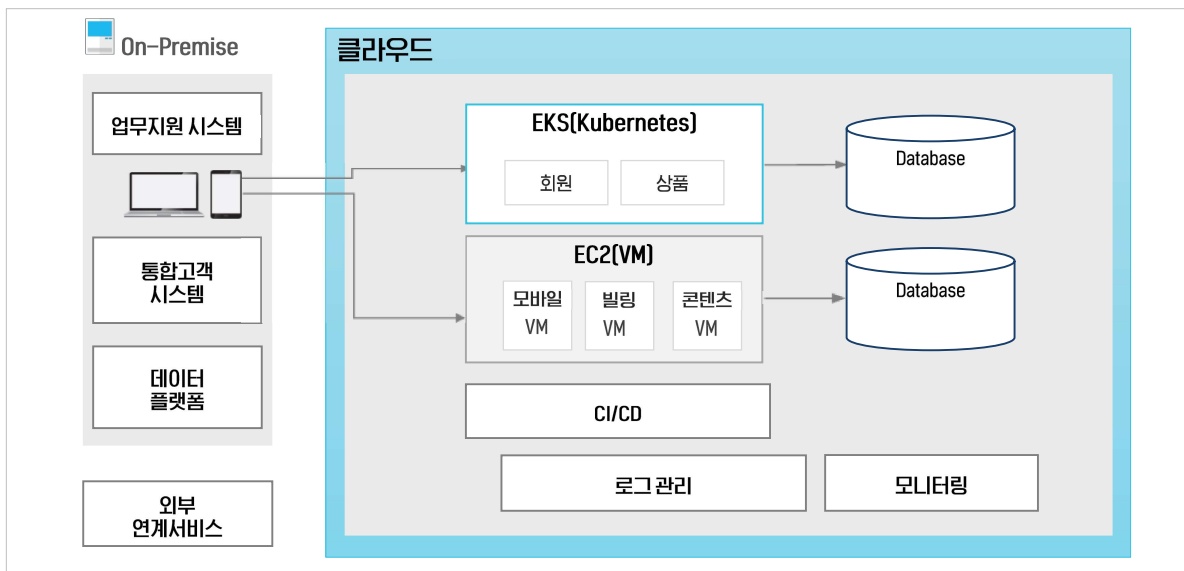 On-Premise
업무지원 시스템
통합고객
시스템
데이터
플랫폼
외부
연계서비스
클라우드
EKS(Kubernetes)
회원
상품
Database
EC2(VM)
모바일
VM
빌링
VM
콘텐츠
VM
Database
CI/CD
로그 관리
모니터링